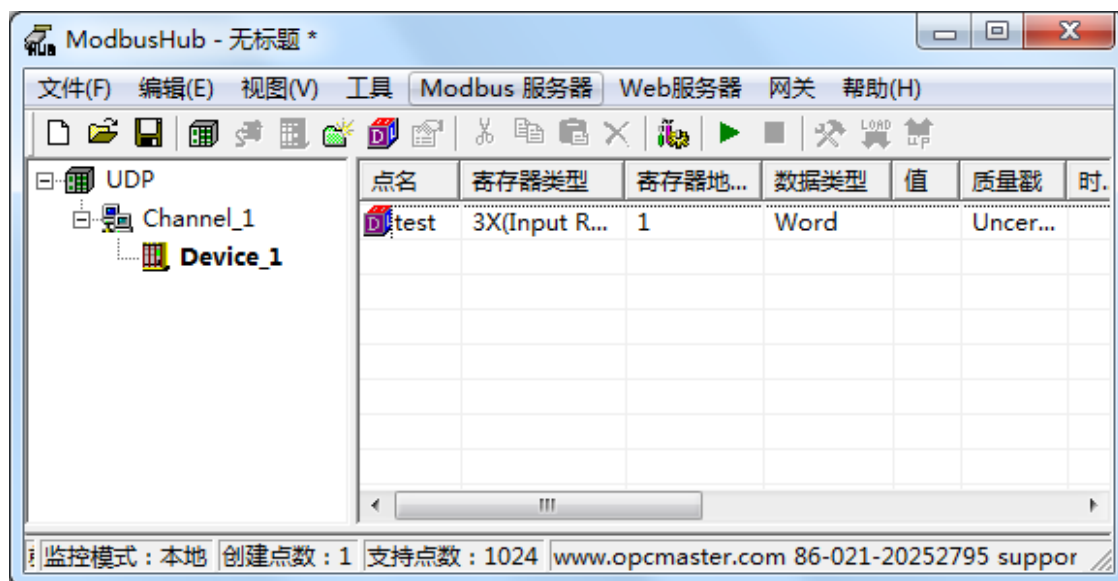 ModbusHub - 无标题 *
文件(F) 编辑(E) 视图(V) 工具 Modbus 服务器 Web服务器 网关 帮助(H)
UDP
Channel_1
Device_1
点名 寄存器类型 寄存器地... 数据类型 值 质量戳 时.
test 3X(Input R... 1 Word Uncer...
监控模式：本地 创建点数：1 支持点数：1024 www.opcmaster.com 86-021-20252795 suppor